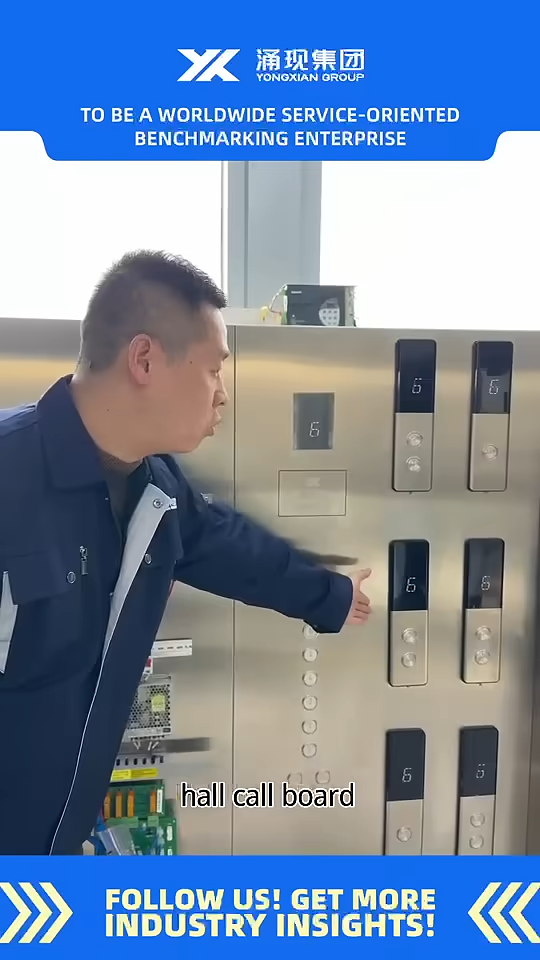 涌现集团
YONGXIAN GROUP
TO BE A WORLDWIDE SERVICE-ORIENTED
BENCHMARKING ENTERPRISE
6
6
6
6
6
6
6
hall call board
FOLLOW US! GET MORE
INDUSTRY INSIGHTS!